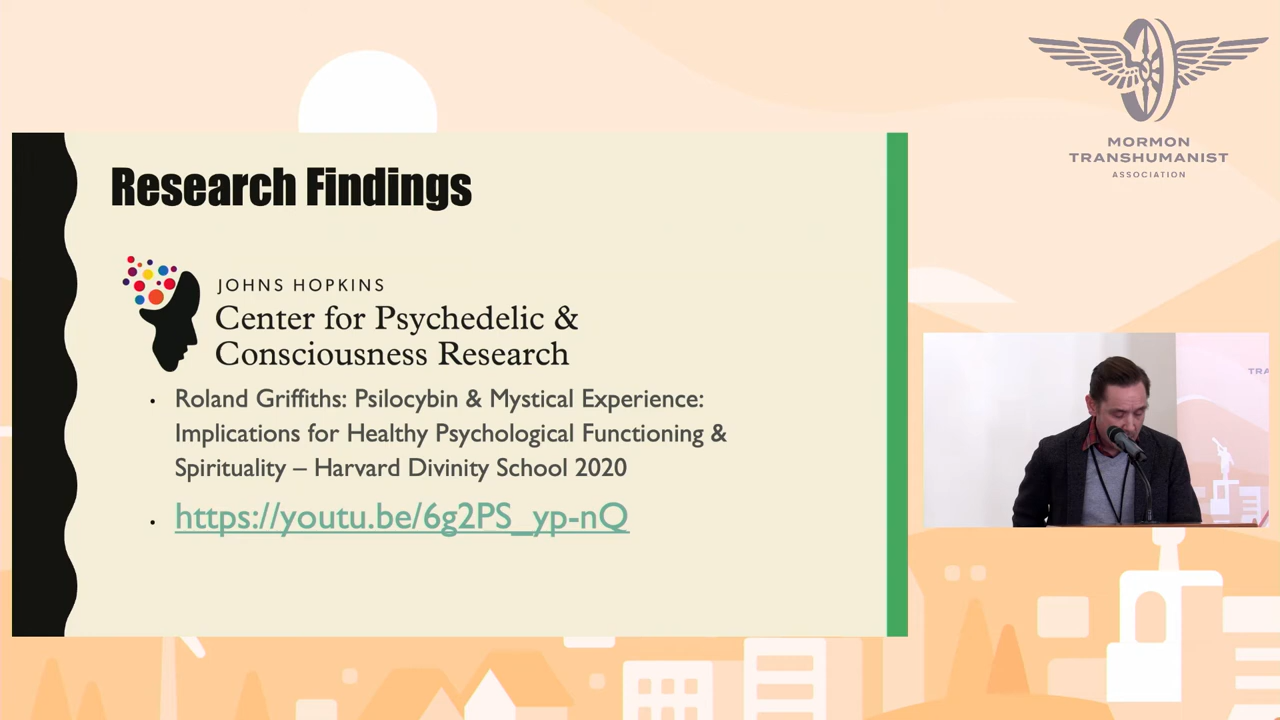 MORMON
TRANSHUMANIST
ASSOCIATION
Research Findings
JOHNS HOPKINS
Center for Psychedelic &
Consciousness Research
• Roland Griffiths: Psilocybin & Mystical Experience:
Implications for Healthy Psychological Functioning &
Spirituality – Harvard Divinity School 2020
• https://youtu.be/6g2PS_yp-nQ
TRA